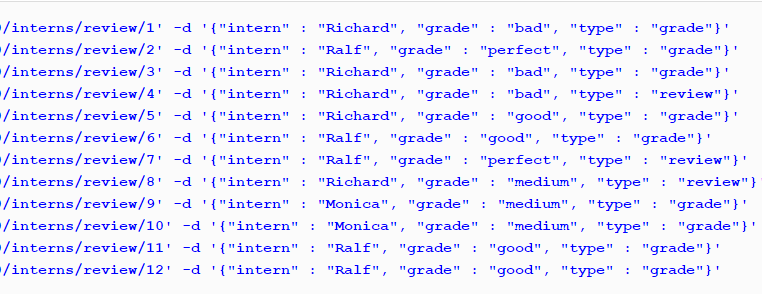 /interns/review/1' -d '{"intern" : "Richard", "grade" : "bad", "type" : "grade"}'
/interns/review/2' -d '{"intern" : "Ralf", "grade" : "perfect", "type" : "grade"}'
/interns/review/3' -d '{"intern" : "Richard", "grade" : "bad", "type" : "grade"}'
/interns/review/4' -d '{"intern" : "Richard", "grade" : "bad", "type" : "review"}'
/interns/review/5' -d '{"intern" : "Richard", "grade" : "good", "type" : "grade"}'
/interns/review/6' -d '{"intern" : "Ralf", "grade" : "good", "type" : "grade"}'
/interns/review/7' -d '{"intern" : "Ralf", "grade" : "perfect", "type" : "review"}'
/interns/review/8' -d '{"intern" : "Richard", "grade" : "medium", "type" : "review"}'
/interns/review/9' -d '{"intern" : "Monica", "grade" : "medium", "type" : "grade"}'
/interns/review/10' -d '{"intern" : "Monica", "grade" : "medium", "type" : "grade"}'
/interns/review/11' -d '{"intern" : "Ralf", "grade" : "good", "type" : "grade"}'
/interns/review/12' -d '{"intern" : "Ralf", "grade" : "good", "type" : "grade"}'